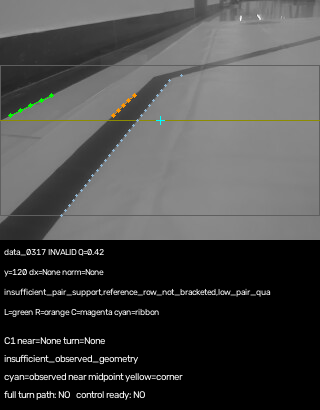 data_0317 INVALID Q=0.42
y=120 dx=None norm=None
insufficient_pair_support,reference_row_not_bracketed,low_pair_qua
L=green R=orange C=magenta cyan=ribbon
C1 near=None turn=None
insufficient_observed_geometry
cyan=observed near midpoint yellow=corner
full turn path: NO control ready: NO